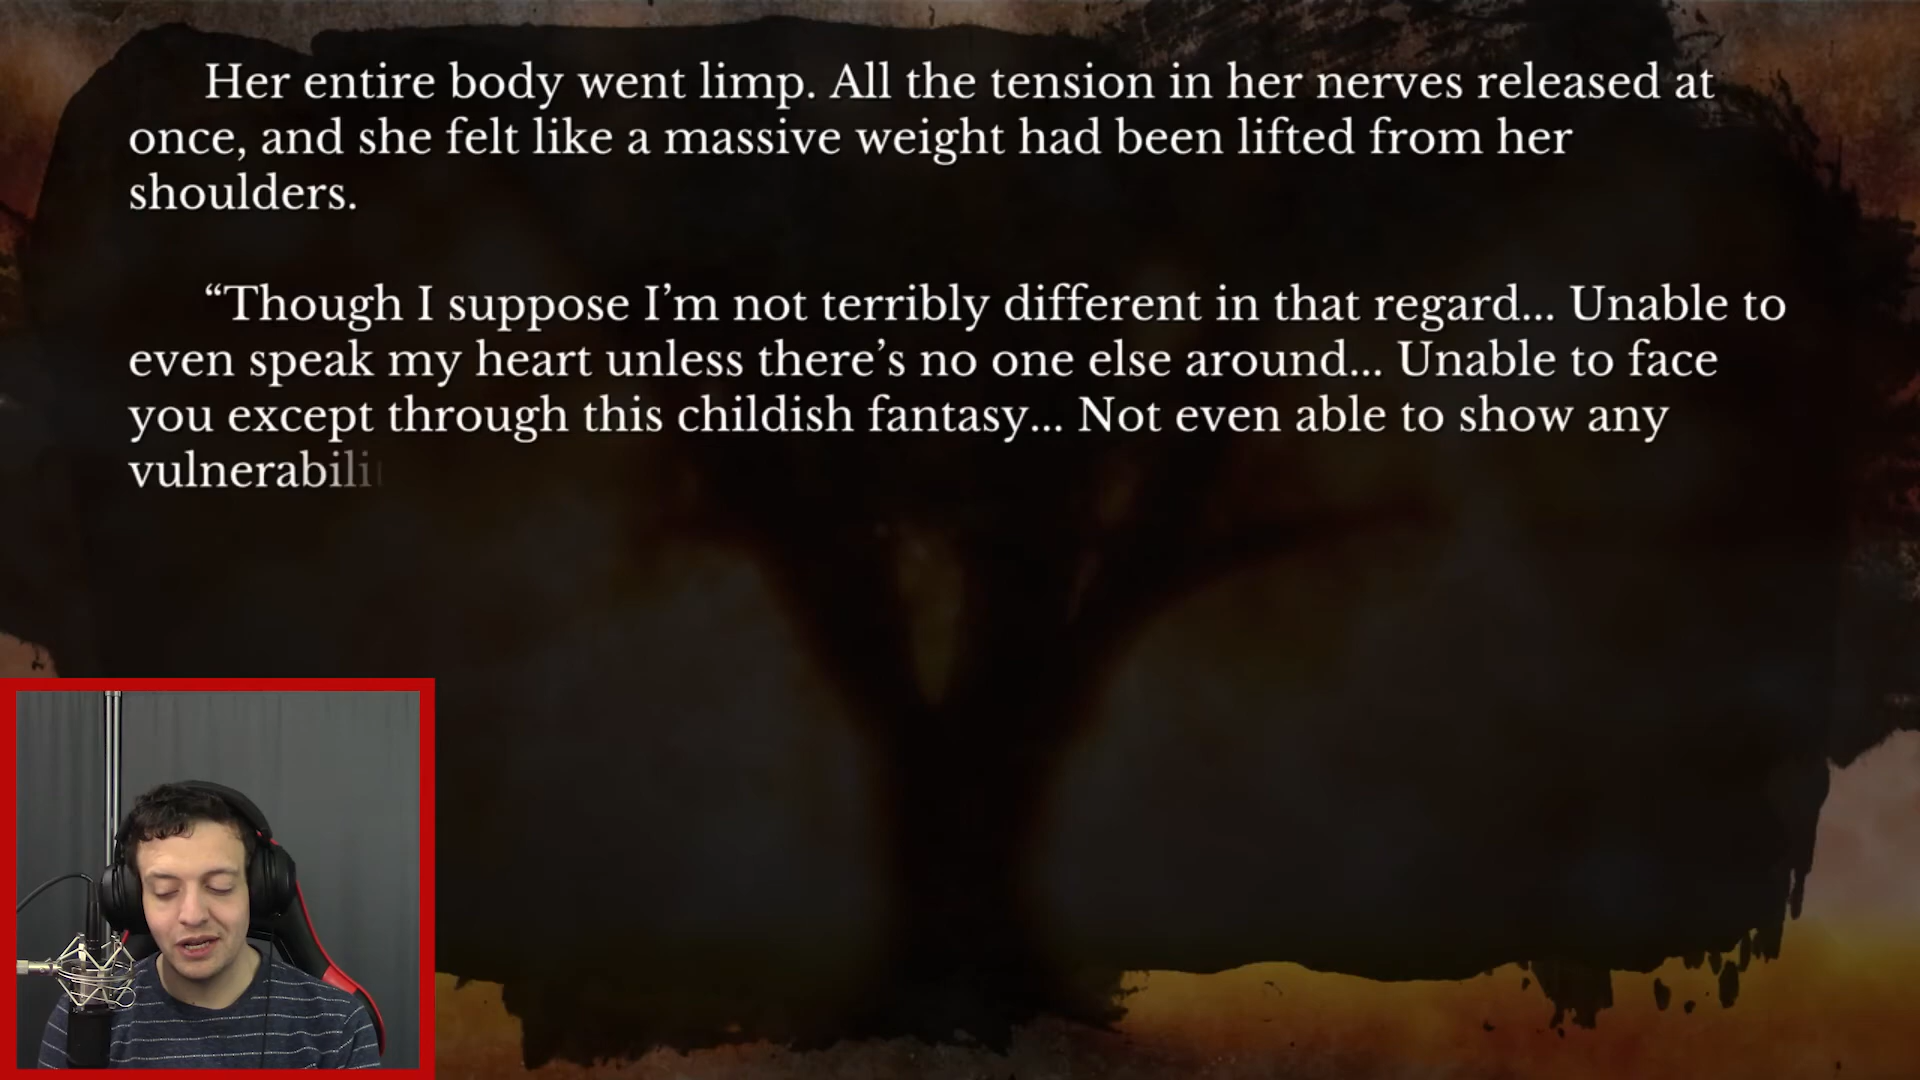 Her entire body went limp. All the tension in her nerves released at
once, and she felt like a massive weight had been lifted from her
shoulders.
“Though I suppose I’m not terribly different in that regard... Unable to
even speak my heart unless there’s no one else around... Unable to face
you except through this childish fantasy... Not even able to show any
vulnerabili